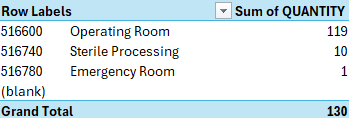 Row Labels Sum of QUANTITY
516600 Operating Room 119
516740 Sterile Processing 10
516780 Emergency Room 1
(blank)
Grand Total 130